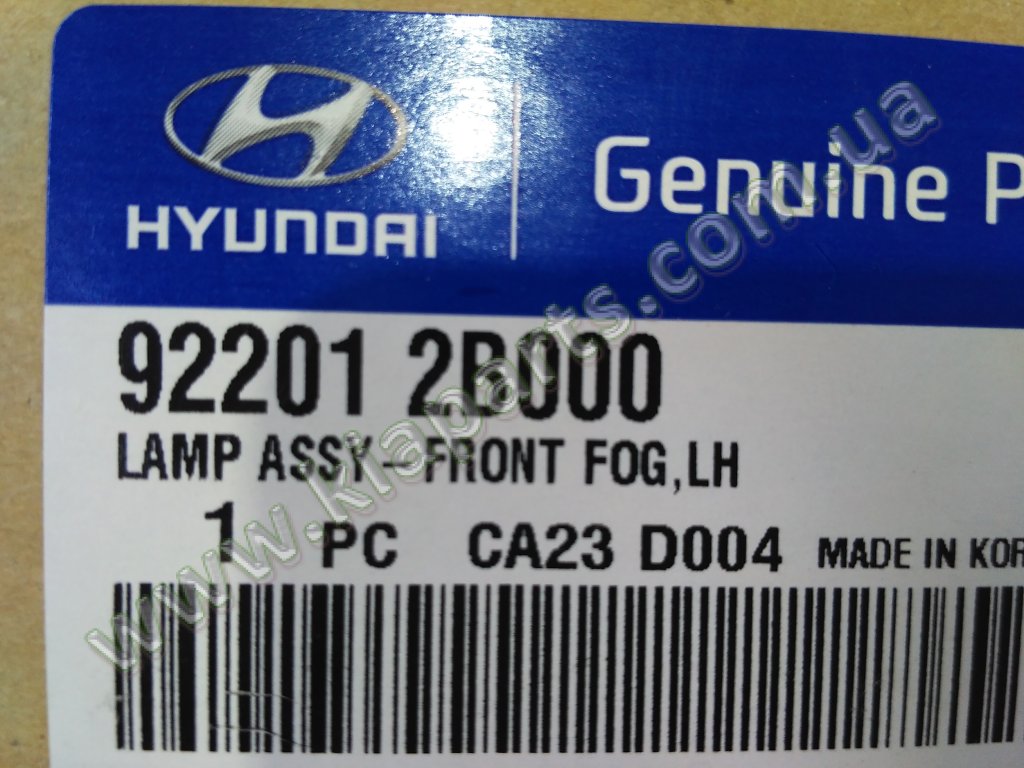 HYUNDAI
Genuine P
92201 2B000
LAMP ASSY-FRONT FOG,LH
1 PC CA23 D004 MADE IN KOR
www.kiaparts.com.ua